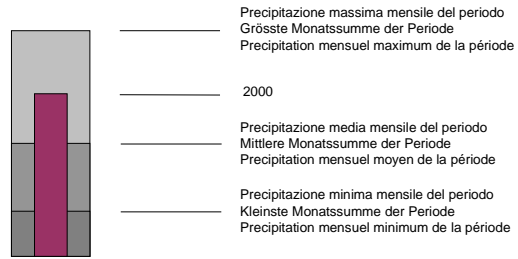 Precipitazione massima mensile del periodo
Grösste Monatssumme der Periode
Precipitation mensuel maximum de la période
2000
Precipitazione media mensile del periodo
Mittlere Monatssumme der Periode
Precipitation mensuel moyen de la période
Precipitazione minima mensile del periodo
Kleinste Monatssumme der Periode
Precipitation mensuel minimum de la période